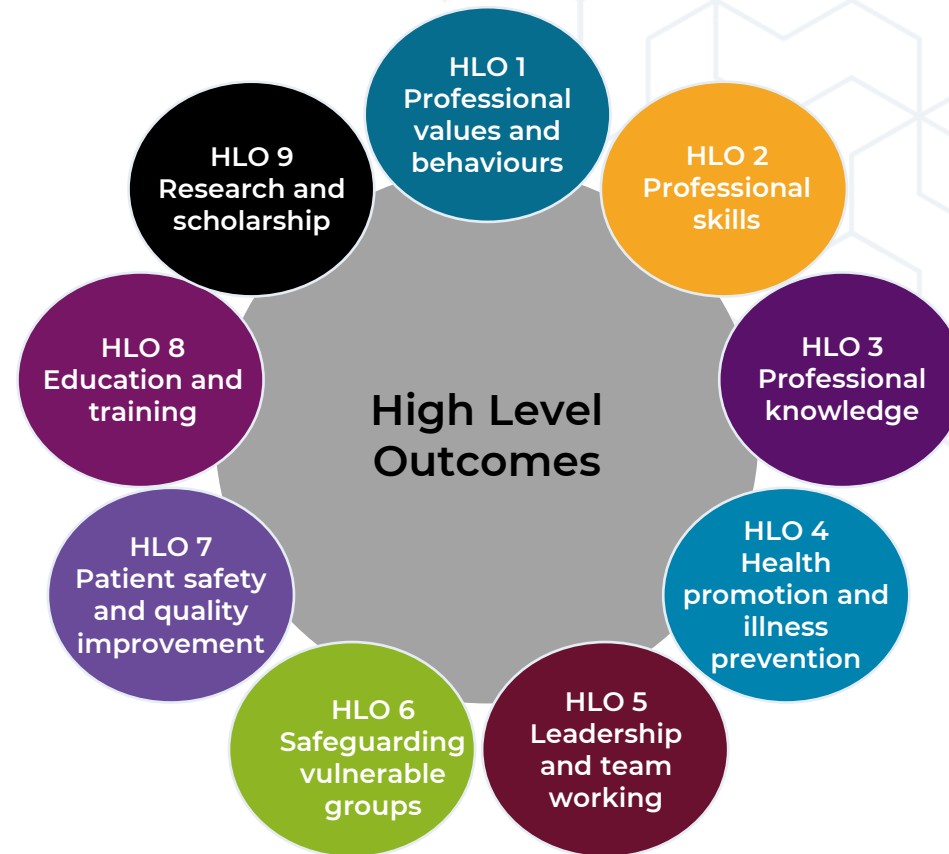 HLO 1
Professional
values and
behaviours
HLO 2
Professional
skills
HLO 3
Professional
knowledge
HLO 4
Health
promotion and
illness
prevention
HLO 5
Leadership
and team
working
HLO 6
Safeguarding
vulnerable
groups
HLO 7
Patient safety
and quality
improvement
HLO 8
Education and
training
HLO 9
Research and
scholarship
High Level
Outcomes